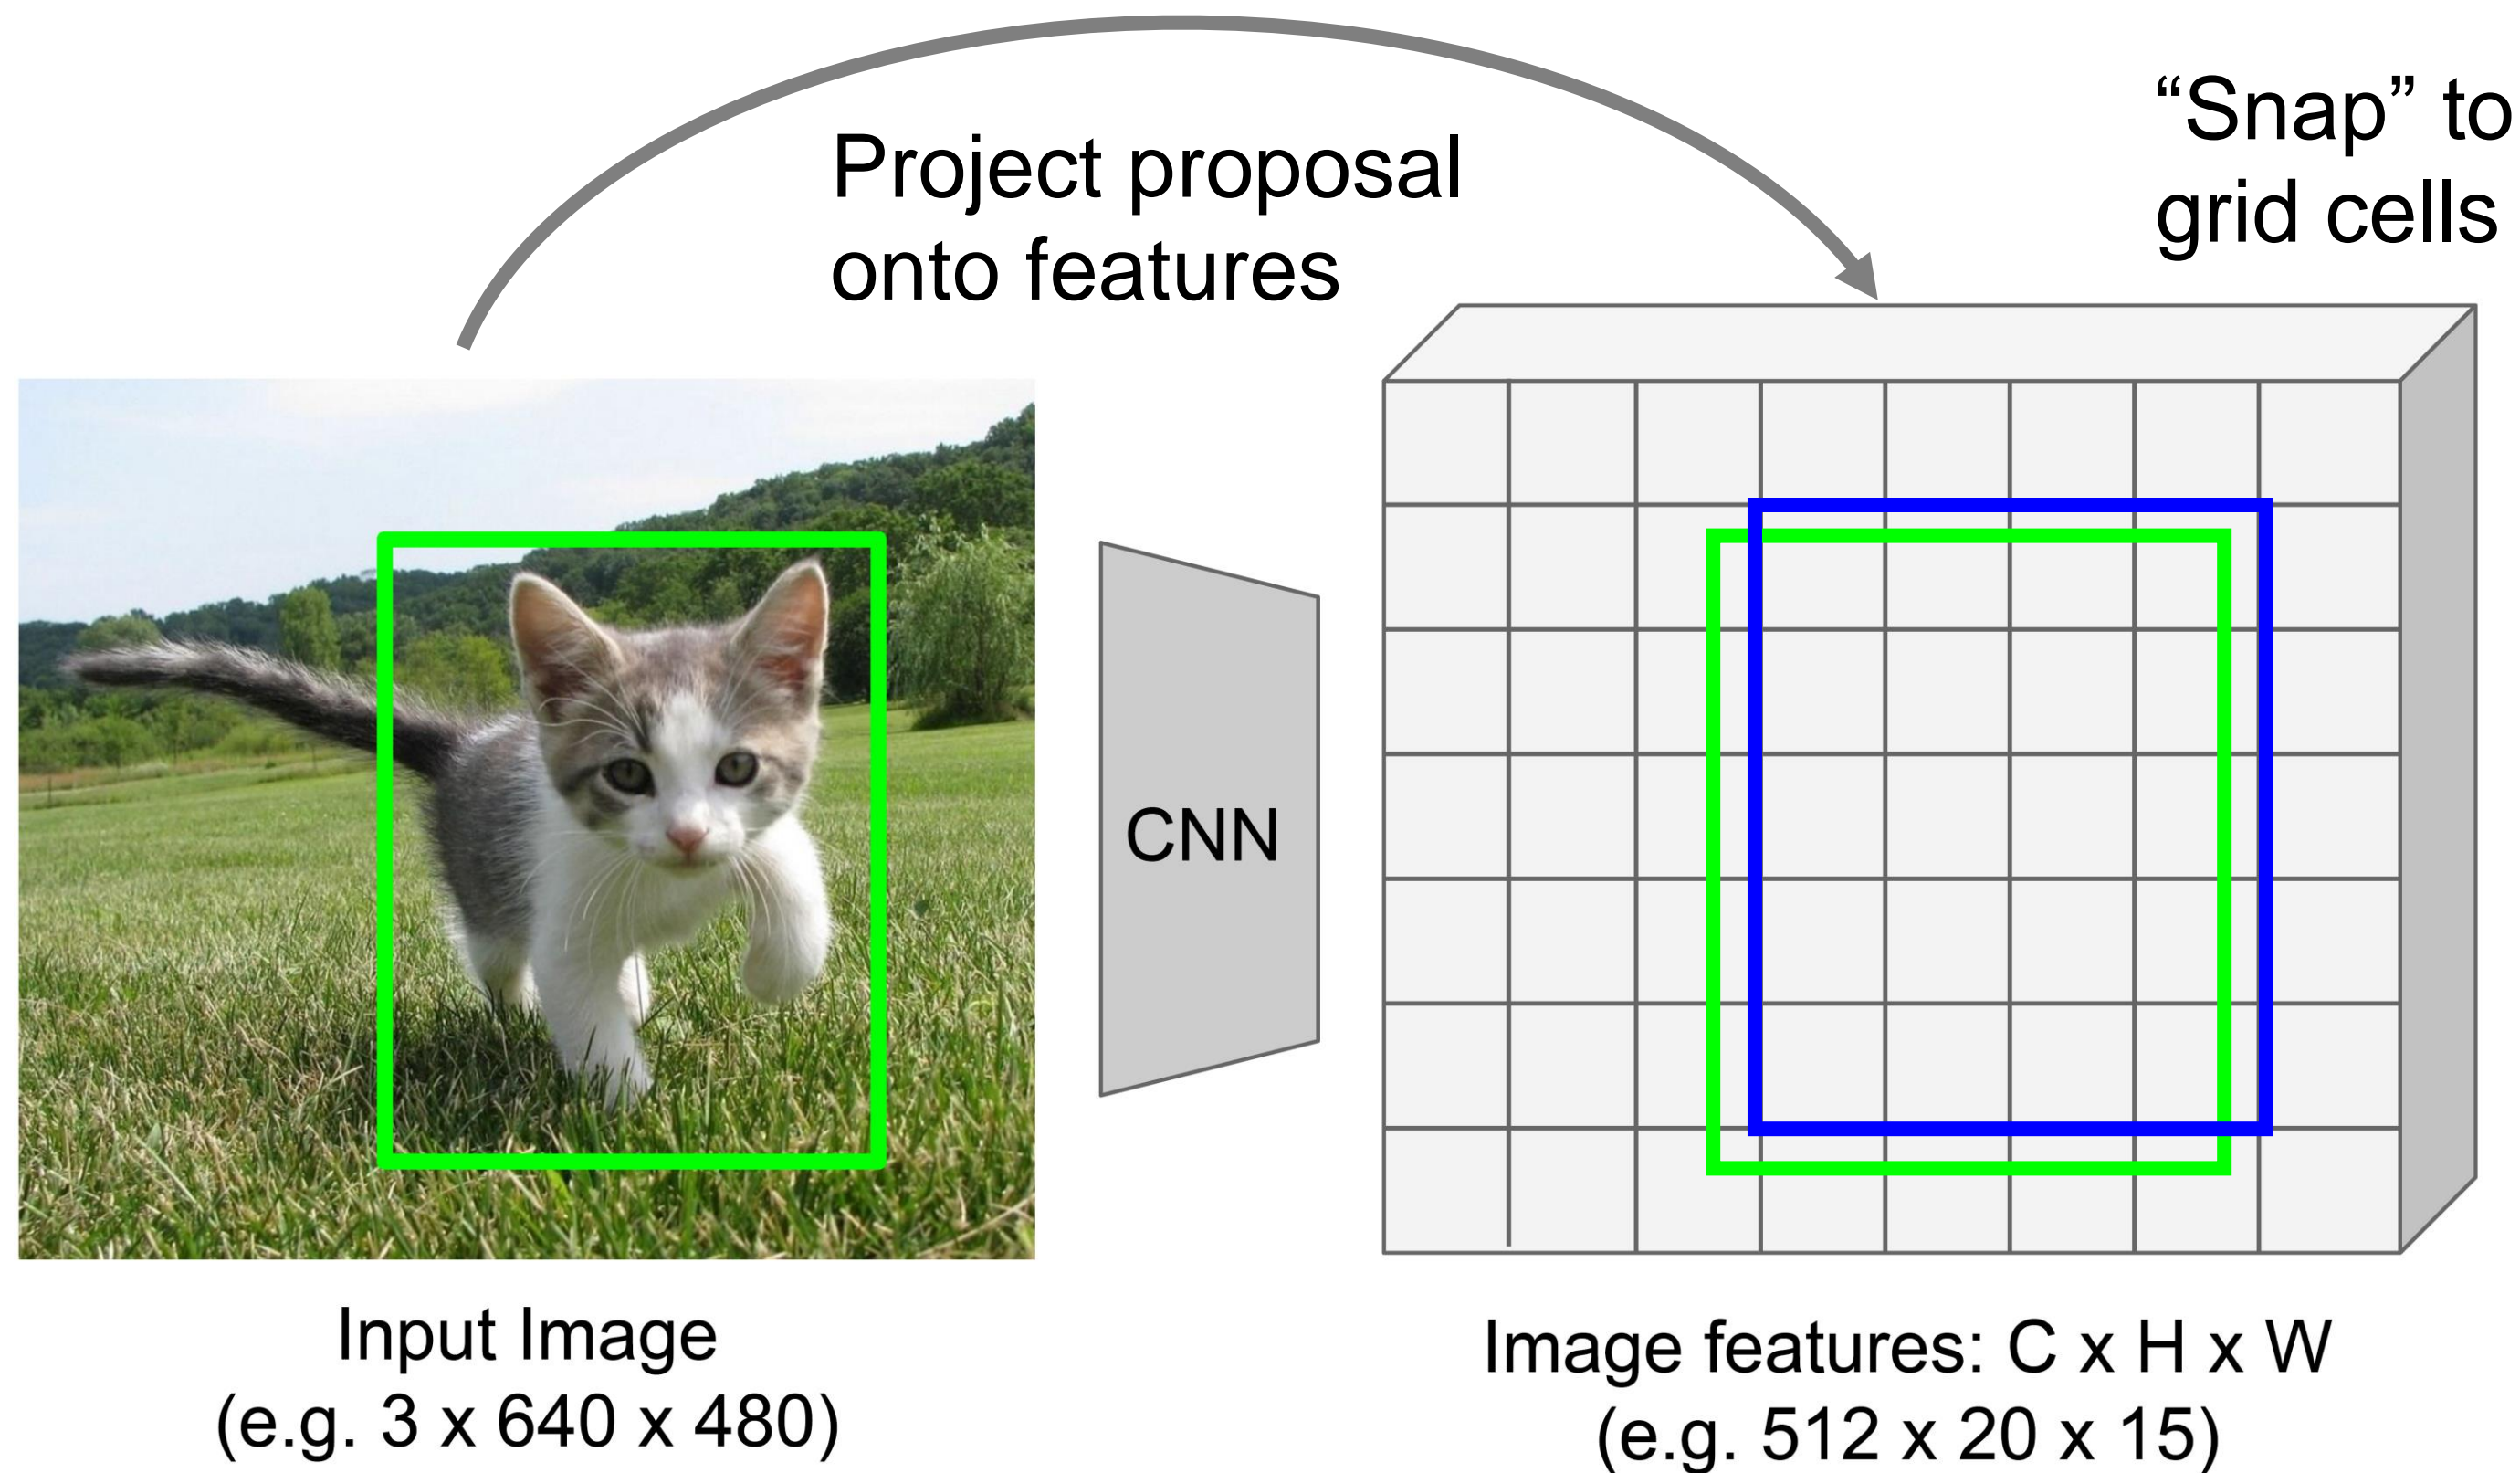 Project proposal
onto features
“Snap” to
grid cells
CNN
Input Image
(e.g. 3 x 640 x 480)
Image features: C x H x W
(e.g. 512 x 20 x 15)